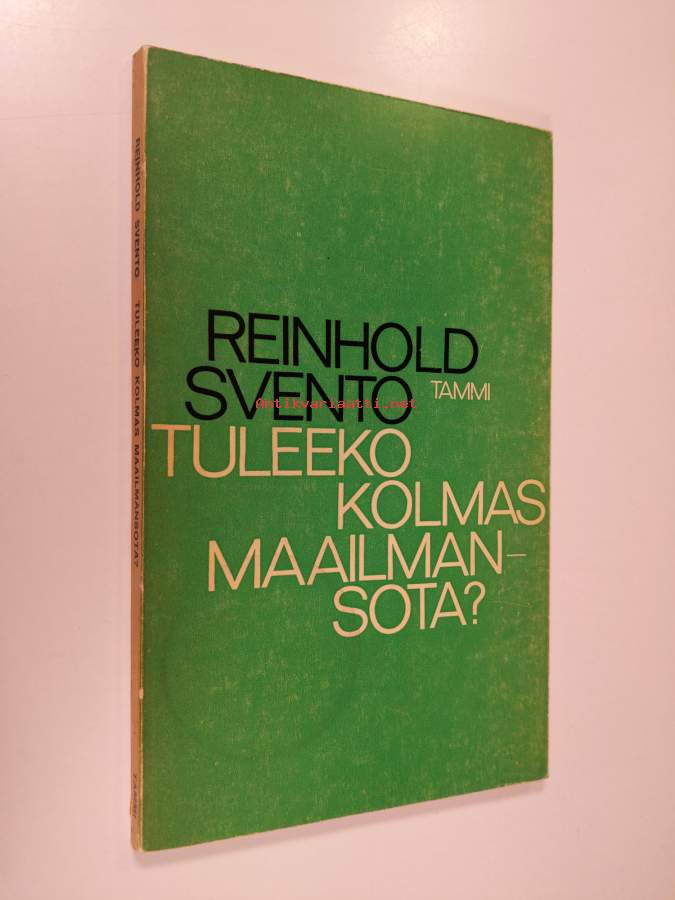 REINHOLD
SVENTO
TAMMI
Antikvariaatti.net
TULEEKO
KOLMAS
MAAILMAN-
SOTA?
REINHOLD SVENTO TULEEKO KOLMAS MAAILMANSOTA? TAMMI